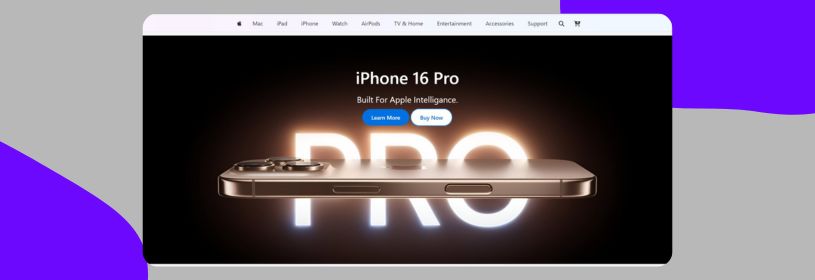 Mac iPad iPhone Watch AirPods TV & Home Entertainment Accessories Support
iPhone 16 Pro
Built For Apple Intelligance.
Learn More Buy Now
PRO